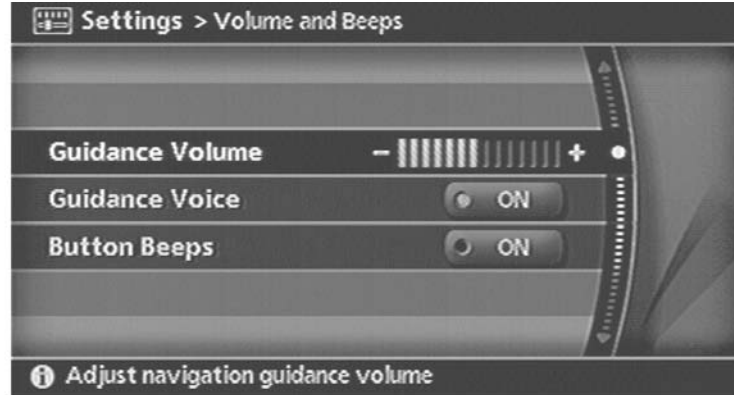 Settings > Volume and Beeps
Guidance Volume - +
Guidance Voice ON
Button Beeps ON
Adjust navigation guidance volume